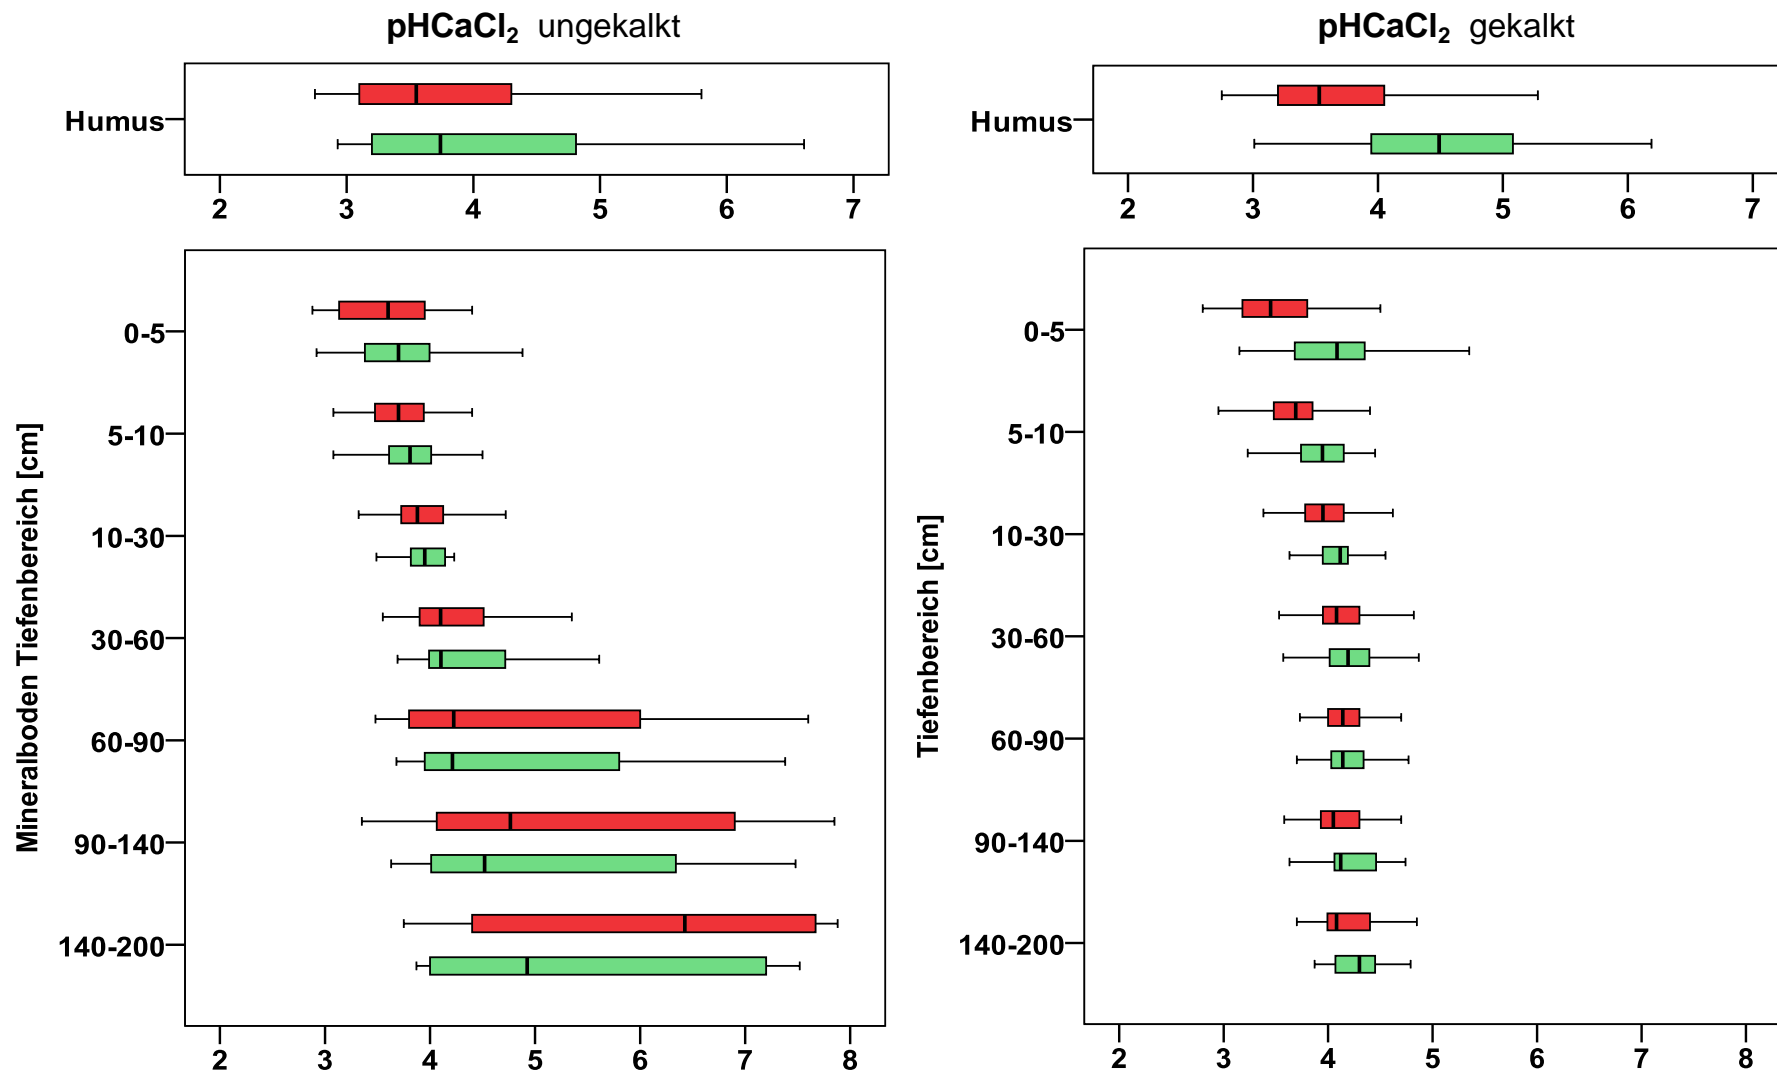 pHCaCl₂ ungekalkt
Humus
2 3 4 5 6 7
Mineralboden Tiefenbereich [cm]
0-5
5-10
10-30
30-60
60-90
90-140
140-200
2 3 4 5 6 7 8
pHCaCl₂ gekalkt
Humus
2 3 4 5 6 7
Tiefenbereich [cm]
0-5
5-10
10-30
30-60
60-90
90-140
140-200
2 3 4 5 6 7 8